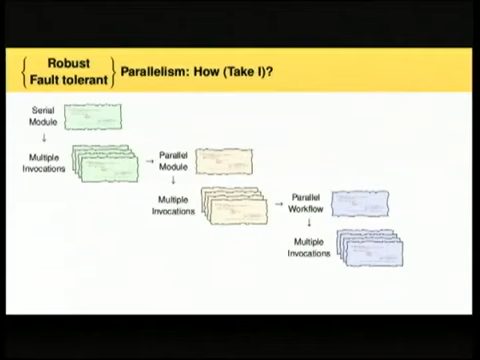 Robust
Fault tolerant
Parallelism: How (Take I)?
Serial
Module
↓
Multiple
Invocations
→
Parallel
Module
↓
Multiple
Invocations
→
Parallel
Workflow
↓
Multiple
Invocations